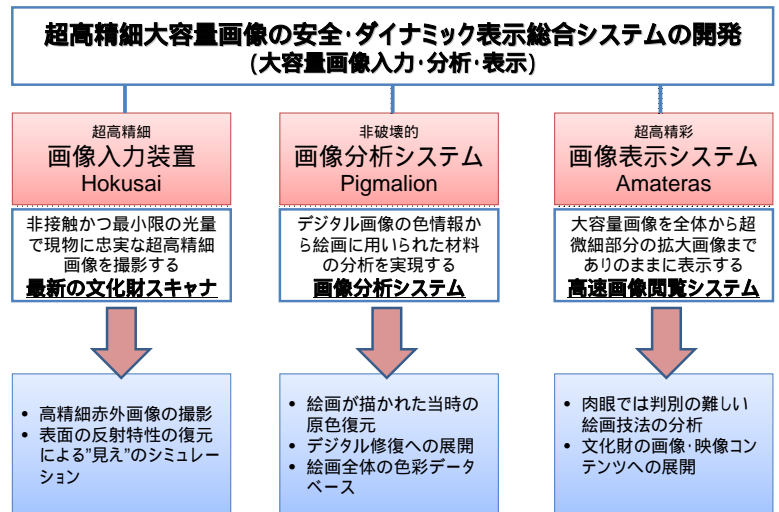 超高精細大容量画像の安全・ダイナミック表示総合システムの開発
(大容量画像入力・分析・表示)
超高精細
画像入力装置
Hokusai
非接触かつ最小限の光量
で現物に忠実な超高精細
画像を撮影する
最新の文化財スキャナ
• 高精細赤外画像の撮影
• 表面の反射特性の復元
による”見え”のシミュレー
ション
非破壊的
画像分析システム
Pigmalion
デジタル画像の色情報か
ら絵画に用いられた材料
の分析を実現する
画像分析システム
• 絵画が描かれた当時の
原色復元
• デジタル修復への展開
• 絵画全体の色彩データ
ベース
超高精彩
画像表示システム
Amateras
大容量画像を全体から超
微細部分の拡大画像まで
ありのままに表示する
高速画像閲覧システム
• 肉眼では判別の難しい
絵画技法の分析
• 文化財の画像・映像コン
テンツへの展開